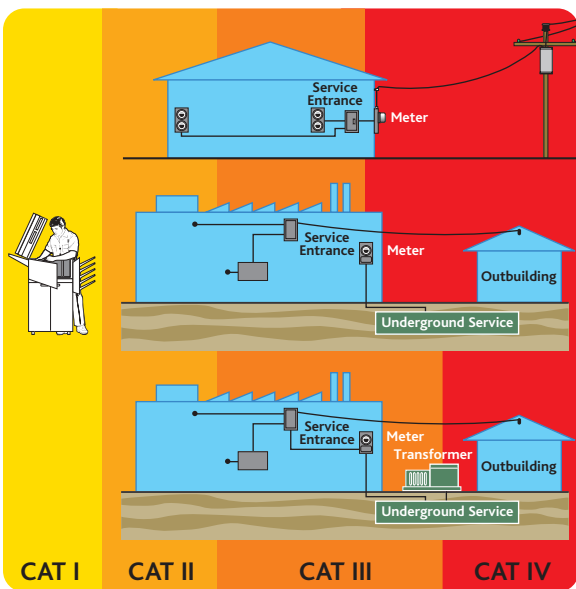 Service
Entrance
Meter
Service
Entrance
Meter
Outbuilding
Underground Service
Service
Entrance
Meter
Transformer
Outbuilding
Underground Service
CAT I
CAT II
CAT III
CAT IV